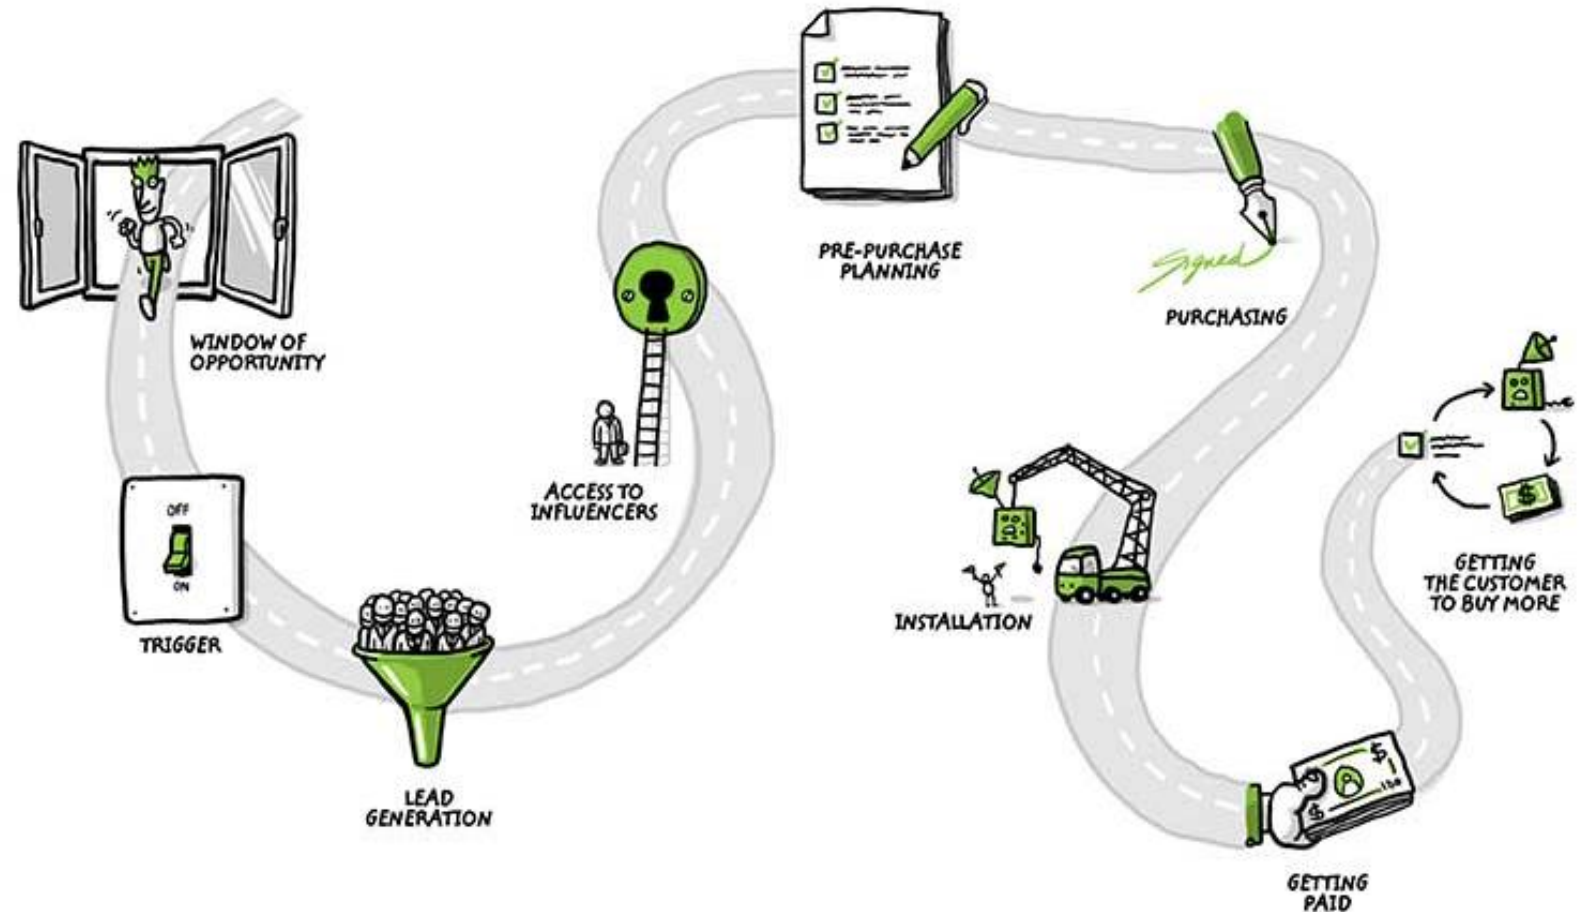 WINDOW OF
OPPORTUNITY
OFF
ON
TRIGGER
LEAD
GENERATION
ACCESS TO
INFLUENCERS
PRE-PURCHASE
PLANNING
Signed
PURCHASING
INSTALLATION
$
$
GETTING
PAID
$
GETTING
THE CUSTOMER
TO BUY MORE